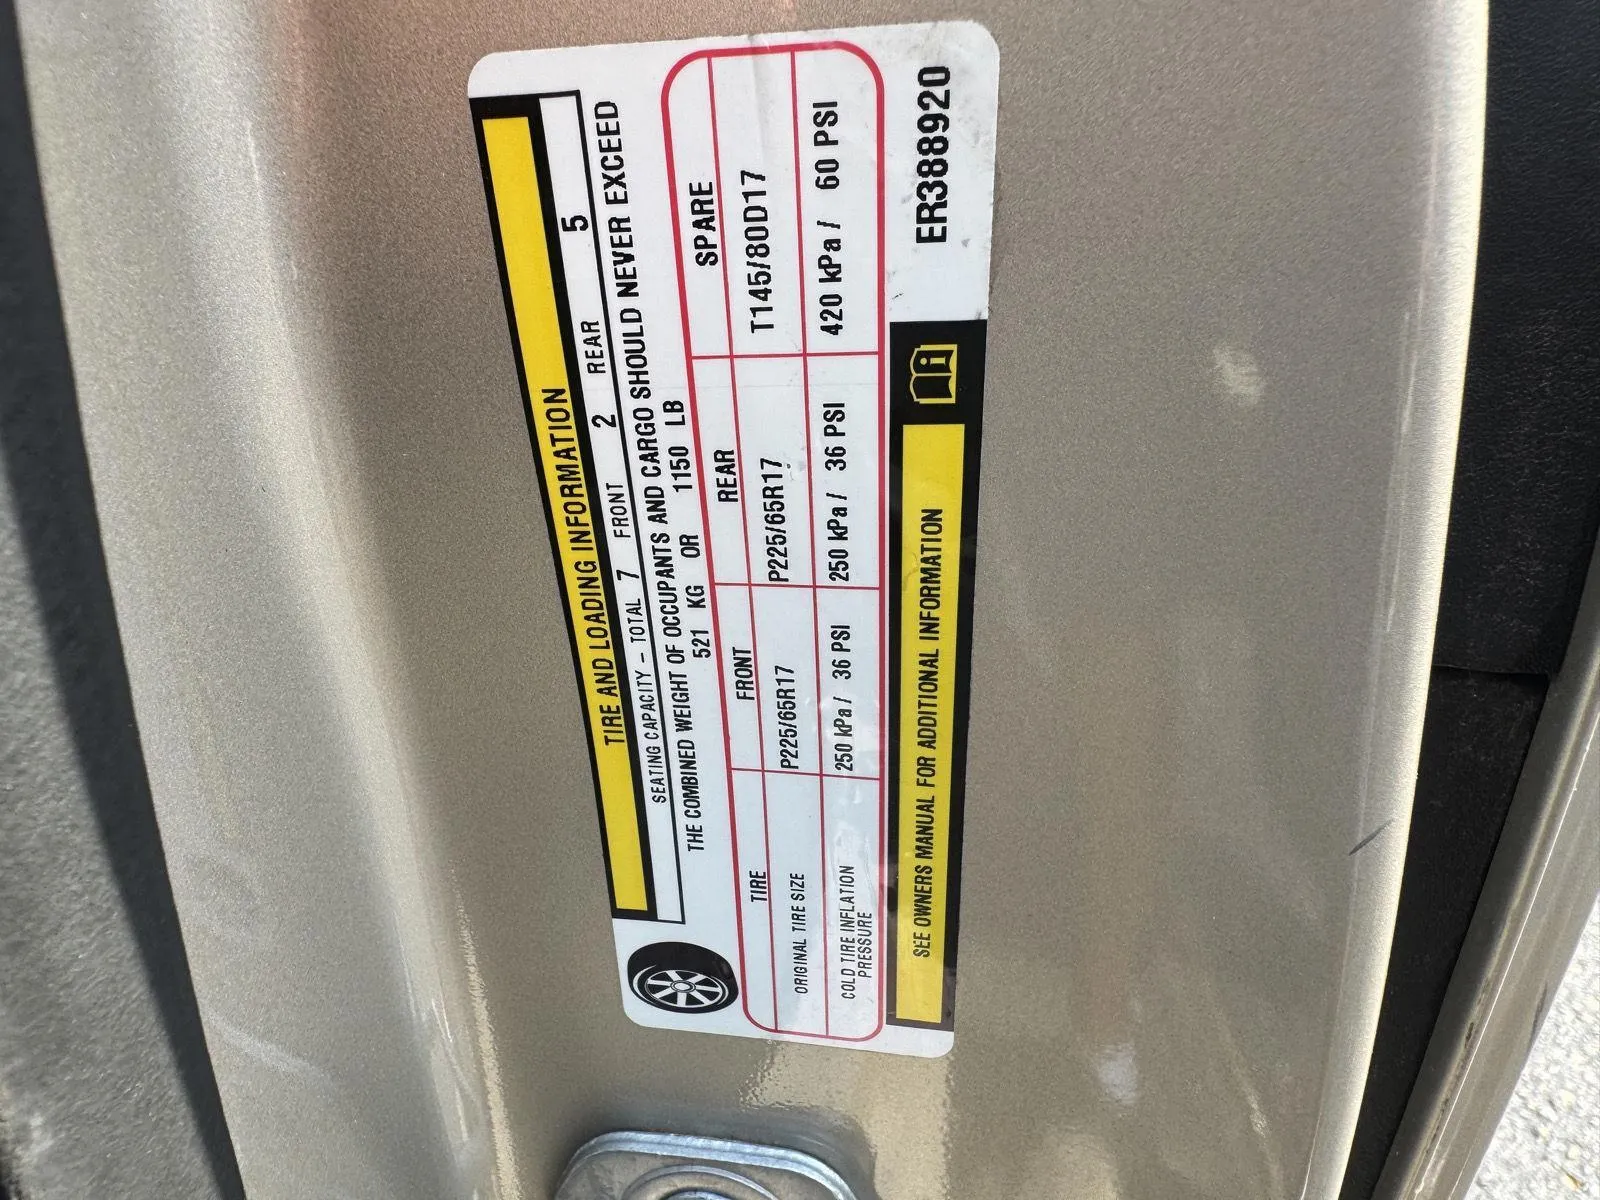 TIRE AND LOADING INFORMATION
SEATING CAPACITY - TOTAL 7 FRONT 2 REAR 5
THE COMBINED WEIGHT OF OCCUPANTS AND CARGO SHOULD NEVER EXCEED
521 KG OR 1150 LB
TIRE FRONT REAR SPARE
ORIGINAL TIRE SIZE P225/65R17 P225/65R17 T145/80D17
COLD TIRE INFLATION PRESSURE 250 kPa / 36 PSI 250 kPa / 36 PSI 420 kPa / 60 PSI
SEE OWNERS MANUAL FOR ADDITIONAL INFORMATION
ER388920